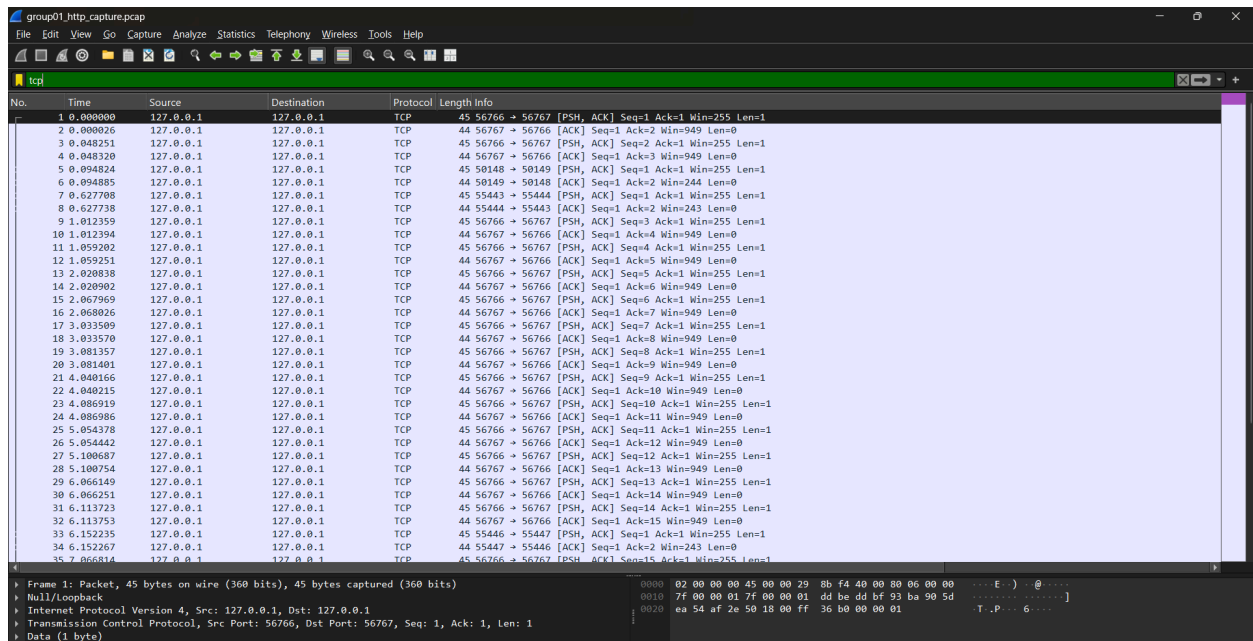 group01_http_capture.pcap
File Edit View Go Capture Analyze Statistics Telephony Wireless Tools Help
tcp
No. Time Source Destination Protocol Length Info
1 0.000000 127.0.0.1 127.0.0.1 TCP 45 56766 → 56767 [PSH, ACK] Seq=1 Ack=1 Win=255 Len=1
2 0.000026 127.0.0.1 127.0.0.1 TCP 44 56767 → 56766 [ACK] Seq=1 Ack=2 Win=949 Len=0
3 0.048251 127.0.0.1 127.0.0.1 TCP 45 56766 → 56767 [PSH, ACK] Seq=2 Ack=1 Win=255 Len=1
4 0.048320 127.0.0.1 127.0.0.1 TCP 44 56767 → 56766 [ACK] Seq=1 Ack=3 Win=949 Len=0
5 0.094824 127.0.0.1 127.0.0.1 TCP 45 50148 → 50149 [PSH, ACK] Seq=1 Ack=1 Win=255 Len=1
6 0.094885 127.0.0.1 127.0.0.1 TCP 44 50149 → 50148 [ACK] Seq=1 Ack=2 Win=244 Len=0
7 0.627708 127.0.0.1 127.0.0.1 TCP 45 55443 → 55444 [PSH, ACK] Seq=1 Ack=1 Win=255 Len=1
8 0.627738 127.0.0.1 127.0.0.1 TCP 44 55444 → 55443 [ACK] Seq=1 Ack=2 Win=243 Len=0
9 1.012359 127.0.0.1 127.0.0.1 TCP 45 56766 → 56767 [PSH, ACK] Seq=3 Ack=1 Win=255 Len=1
10 1.012394 127.0.0.1 127.0.0.1 TCP 44 56767 → 56766 [ACK] Seq=1 Ack=4 Win=949 Len=0
11 1.059202 127.0.0.1 127.0.0.1 TCP 45 56766 → 56767 [PSH, ACK] Seq=4 Ack=1 Win=255 Len=1
12 1.059251 127.0.0.1 127.0.0.1 TCP 44 56767 → 56766 [ACK] Seq=1 Ack=5 Win=949 Len=0
13 2.020838 127.0.0.1 127.0.0.1 TCP 45 56766 → 56767 [PSH, ACK] Seq=5 Ack=1 Win=255 Len=1
14 2.020902 127.0.0.1 127.0.0.1 TCP 44 56767 → 56766 [ACK] Seq=1 Ack=6 Win=949 Len=0
15 2.067969 127.0.0.1 127.0.0.1 TCP 45 56766 → 56767 [PSH, ACK] Seq=6 Ack=1 Win=255 Len=1
16 2.068026 127.0.0.1 127.0.0.1 TCP 44 56767 → 56766 [ACK] Seq=1 Ack=7 Win=949 Len=0
17 3.033509 127.0.0.1 127.0.0.1 TCP 45 56766 → 56767 [PSH, ACK] Seq=7 Ack=1 Win=255 Len=1
18 3.033570 127.0.0.1 127.0.0.1 TCP 44 56767 → 56766 [ACK] Seq=1 Ack=8 Win=949 Len=0
19 3.081357 127.0.0.1 127.0.0.1 TCP 45 56766 → 56767 [PSH, ACK] Seq=8 Ack=1 Win=255 Len=1
20 3.081401 127.0.0.1 127.0.0.1 TCP 44 56767 → 56766 [ACK] Seq=1 Ack=9 Win=949 Len=0
21 4.040166 127.0.0.1 127.0.0.1 TCP 45 56766 → 56767 [PSH, ACK] Seq=9 Ack=1 Win=255 Len=1
22 4.040215 127.0.0.1 127.0.0.1 TCP 44 56767 → 56766 [ACK] Seq=1 Ack=10 Win=949 Len=0
23 4.086919 127.0.0.1 127.0.0.1 TCP 45 56766 → 56767 [PSH, ACK] Seq=10 Ack=1 Win=255 Len=1
24 4.086986 127.0.0.1 127.0.0.1 TCP 44 56767 → 56766 [ACK] Seq=1 Ack=11 Win=949 Len=0
25 5.054378 127.0.0.1 127.0.0.1 TCP 45 56766 → 56767 [PSH, ACK] Seq=11 Ack=1 Win=255 Len=1
26 5.054442 127.0.0.1 127.0.0.1 TCP 44 56767 → 56766 [ACK] Seq=1 Ack=12 Win=949 Len=0
27 5.100687 127.0.0.1 127.0.0.1 TCP 45 56766 → 56767 [PSH, ACK] Seq=12 Ack=1 Win=255 Len=1
28 5.100754 127.0.0.1 127.0.0.1 TCP 44 56767 → 56766 [ACK] Seq=1 Ack=13 Win=949 Len=0
29 6.066149 127.0.0.1 127.0.0.1 TCP 45 56766 → 56767 [PSH, ACK] Seq=13 Ack=1 Win=255 Len=1
30 6.066251 127.0.0.1 127.0.0.1 TCP 44 56767 → 56766 [ACK] Seq=1 Ack=14 Win=949 Len=0
31 6.113723 127.0.0.1 127.0.0.1 TCP 45 56766 → 56767 [PSH, ACK] Seq=14 Ack=1 Win=255 Len=1
32 6.113753 127.0.0.1 127.0.0.1 TCP 44 56767 → 56766 [ACK] Seq=1 Ack=15 Win=949 Len=0
33 6.152235 127.0.0.1 127.0.0.1 TCP 45 55446 → 55447 [PSH, ACK] Seq=1 Ack=1 Win=255 Len=1
34 6.152267 127.0.0.1 127.0.0.1 TCP 44 55447 → 55446 [ACK] Seq=1 Ack=2 Win=243 Len=0
35 7.066814 127.0.0.1 127.0.0.1 TCP 45 56766 → 56767 [PSH, ACK] Seq=15 Ack=1 Win=255 Len=1
Frame 1: Packet, 45 bytes on wire (360 bits), 45 bytes captured (360 bits)
Null/Loopback
Internet Protocol Version 4, Src: 127.0.0.1, Dst: 127.0.0.1
Transmission Control Protocol, Src Port: 56766, Dst Port: 56767, Seq: 1, Ack: 1, Len: 1
Data (1 byte)
0000 02 00 00 00 45 00 00 29 8b f4 40 00 80 06 00 00 ····E··) ··@·····
0010 7f 00 00 01 7f 00 00 01 dd be dd bf 93 ba 90 5d ········ ·······]
0020 ea 54 af 2e 50 18 00 ff 36 b0 00 00 01 ·T·.P··· 6····